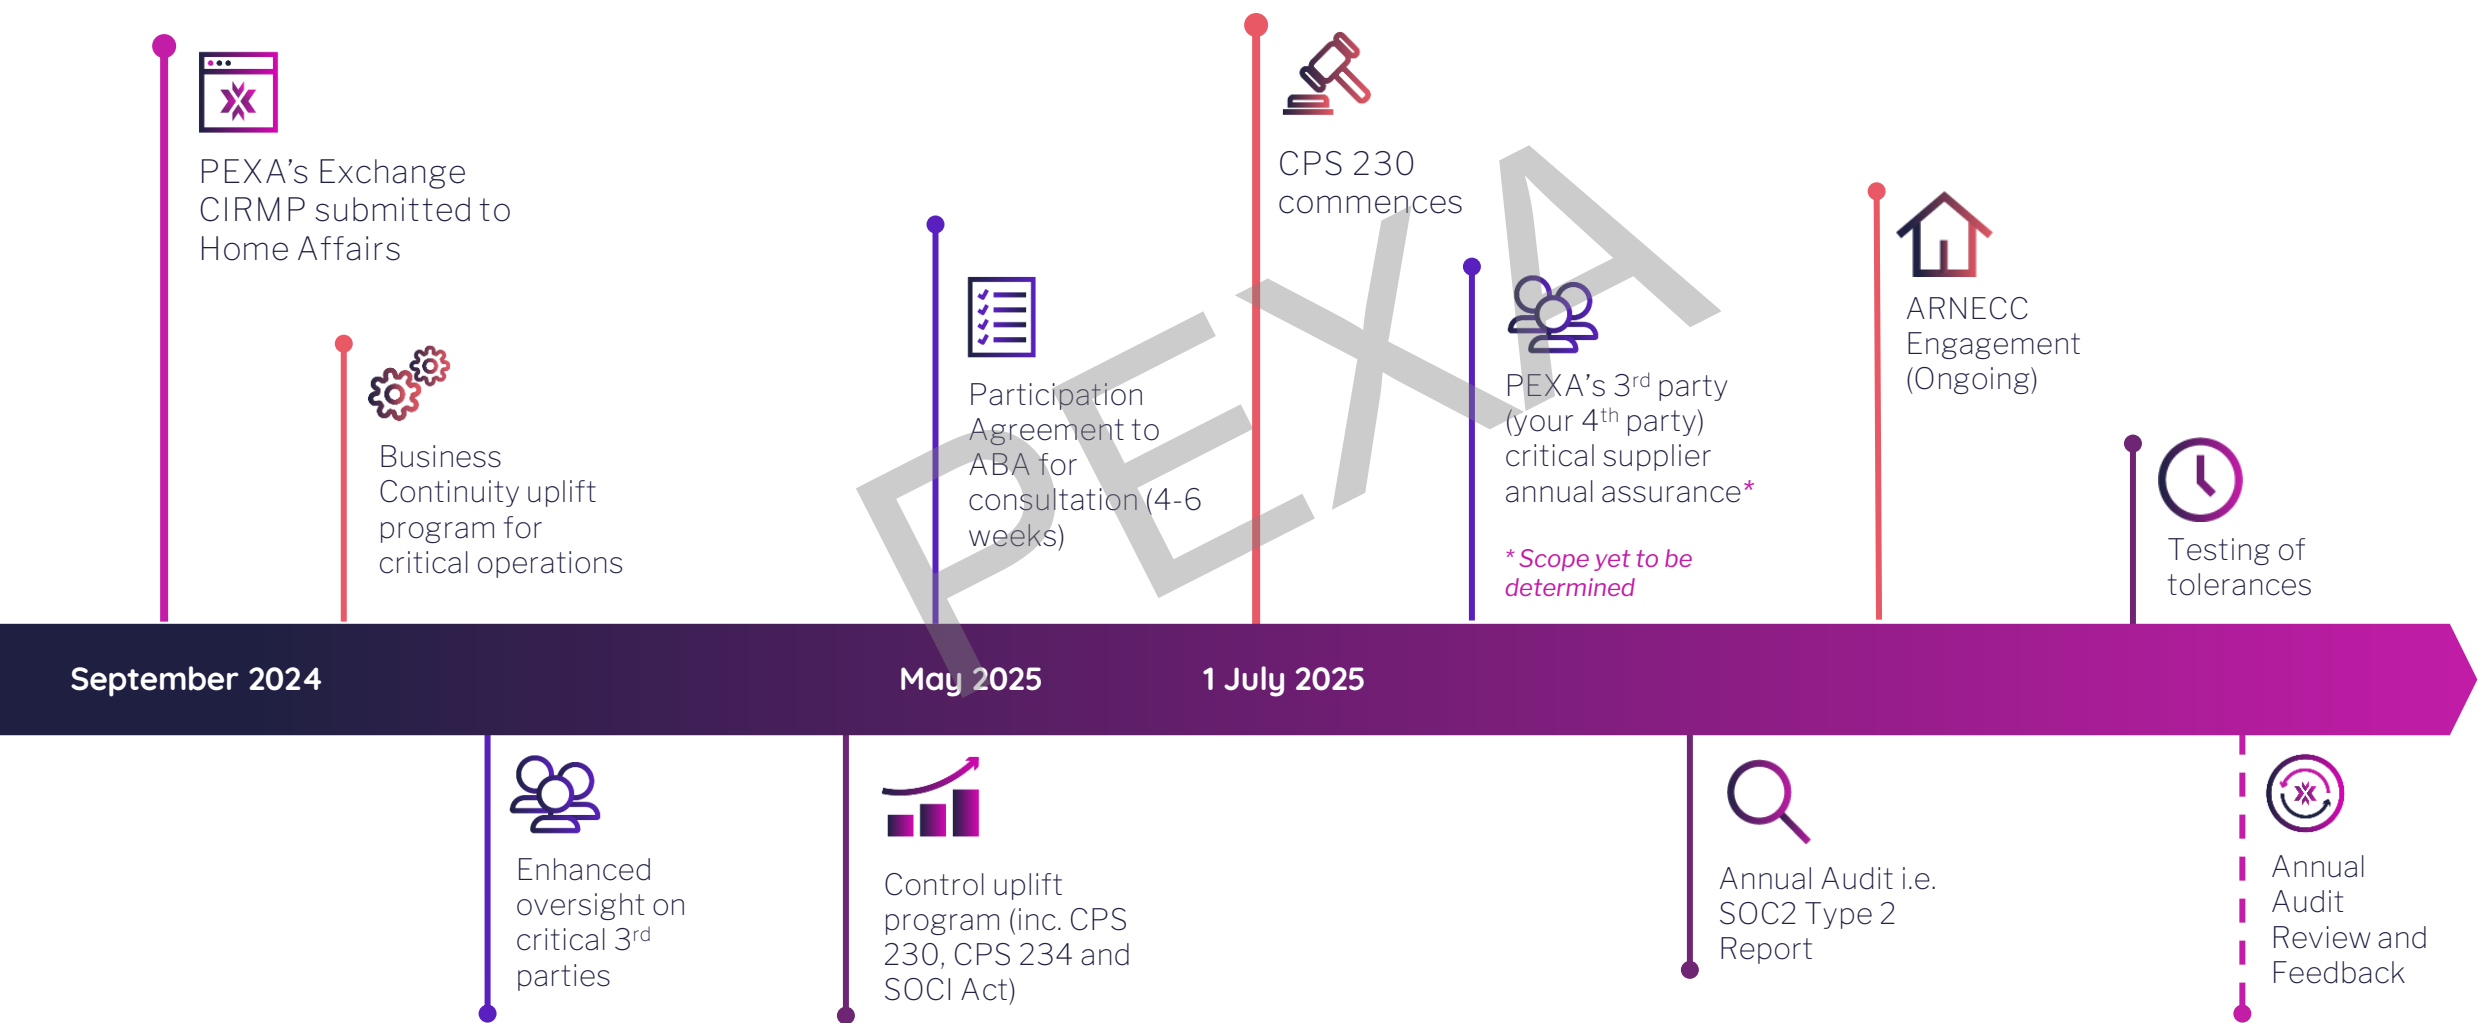 PEXA's Exchange
CIRMP submitted to
Home Affairs
Business
Continuity uplift
program for
critical operations
Participation
Agreement to
ABA for
consultation (4-6
weeks)
CPS 230
commences
PEXA's 3rd party
(your 4th party)
critical supplier
annual assurance*
* Scope yet to be
determined
ARNECC
Engagement
(Ongoing)
Testing of
tolerances
PEXA
September 2024
May 2025
1 July 2025
Enhanced
oversight on
critical 3rd
parties
Control uplift
program (inc. CPS
230, CPS 234 and
SOCI Act)
Annual Audit i.e.
SOC2 Type 2
Report
Annual
Audit
Review and
Feedback